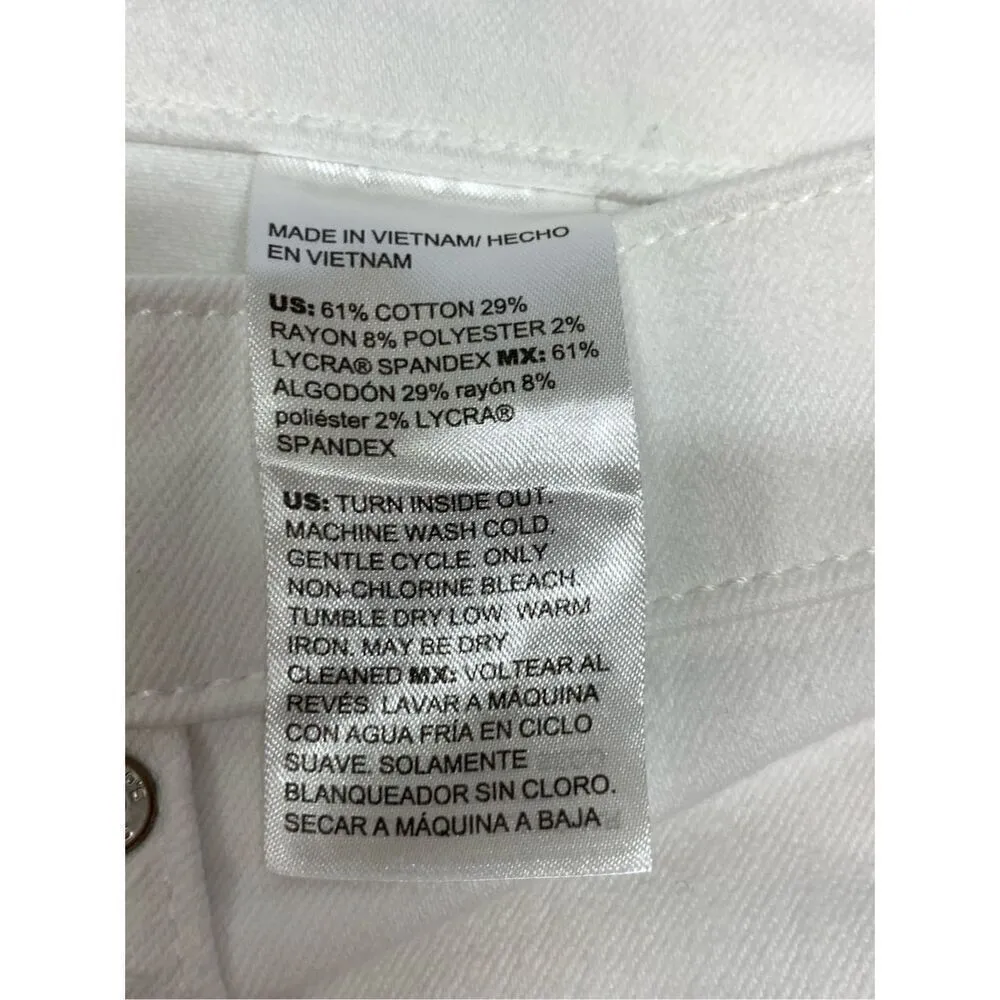 MADE IN VIETNAM/ HECHO
EN VIETNAM
US: 61% COTTON 29%
RAYON 8% POLYESTER 2%
LYCRA® SPANDEX MX: 61%
ALGODÓN 29% rayón 8%
poliéster 2% LYCRA®
SPANDEX
US: TURN INSIDE OUT.
MACHINE WASH COLD.
GENTLE CYCLE. ONLY
NON-CHLORINE BLEACH.
TUMBLE DRY LOW. WARM
IRON. MAY BE DRY
CLEANED MX: VOLTEAR AL
REVÉS. LAVAR A MÁQUINA
CON AGUA FRÍA EN CICLO
SUAVE. SOLAMENTE
BLANQUEADOR SIN CLORO.
SECAR A MÁQUINA A BAJA